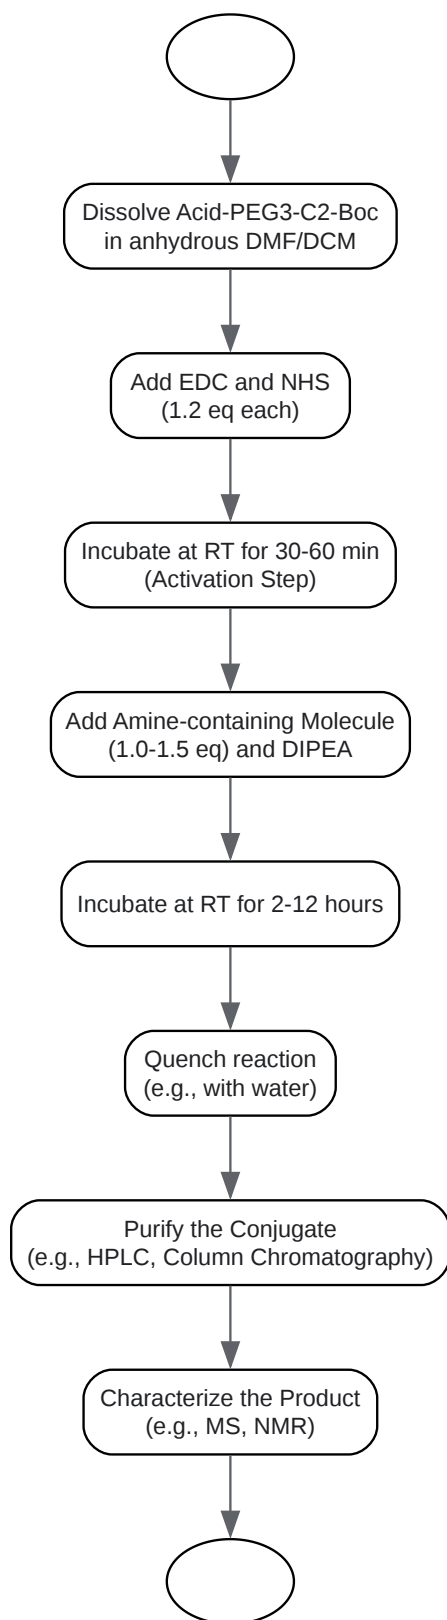 Dissolve Acid-PEG3-C2-Boc
in anhydrous DMF/DCM
Add EDC and NHS
(1.2 eq each)
Incubate at RT for 30-60 min
(Activation Step)
Add Amine-containing Molecule
(1.0-1.5 eq) and DIPEA
Incubate at RT for 2-12 hours
Quench reaction
(e.g., with water)
Purify the Conjugate
(e.g., HPLC, Column Chromatography)
Characterize the Product
(e.g., MS, NMR)